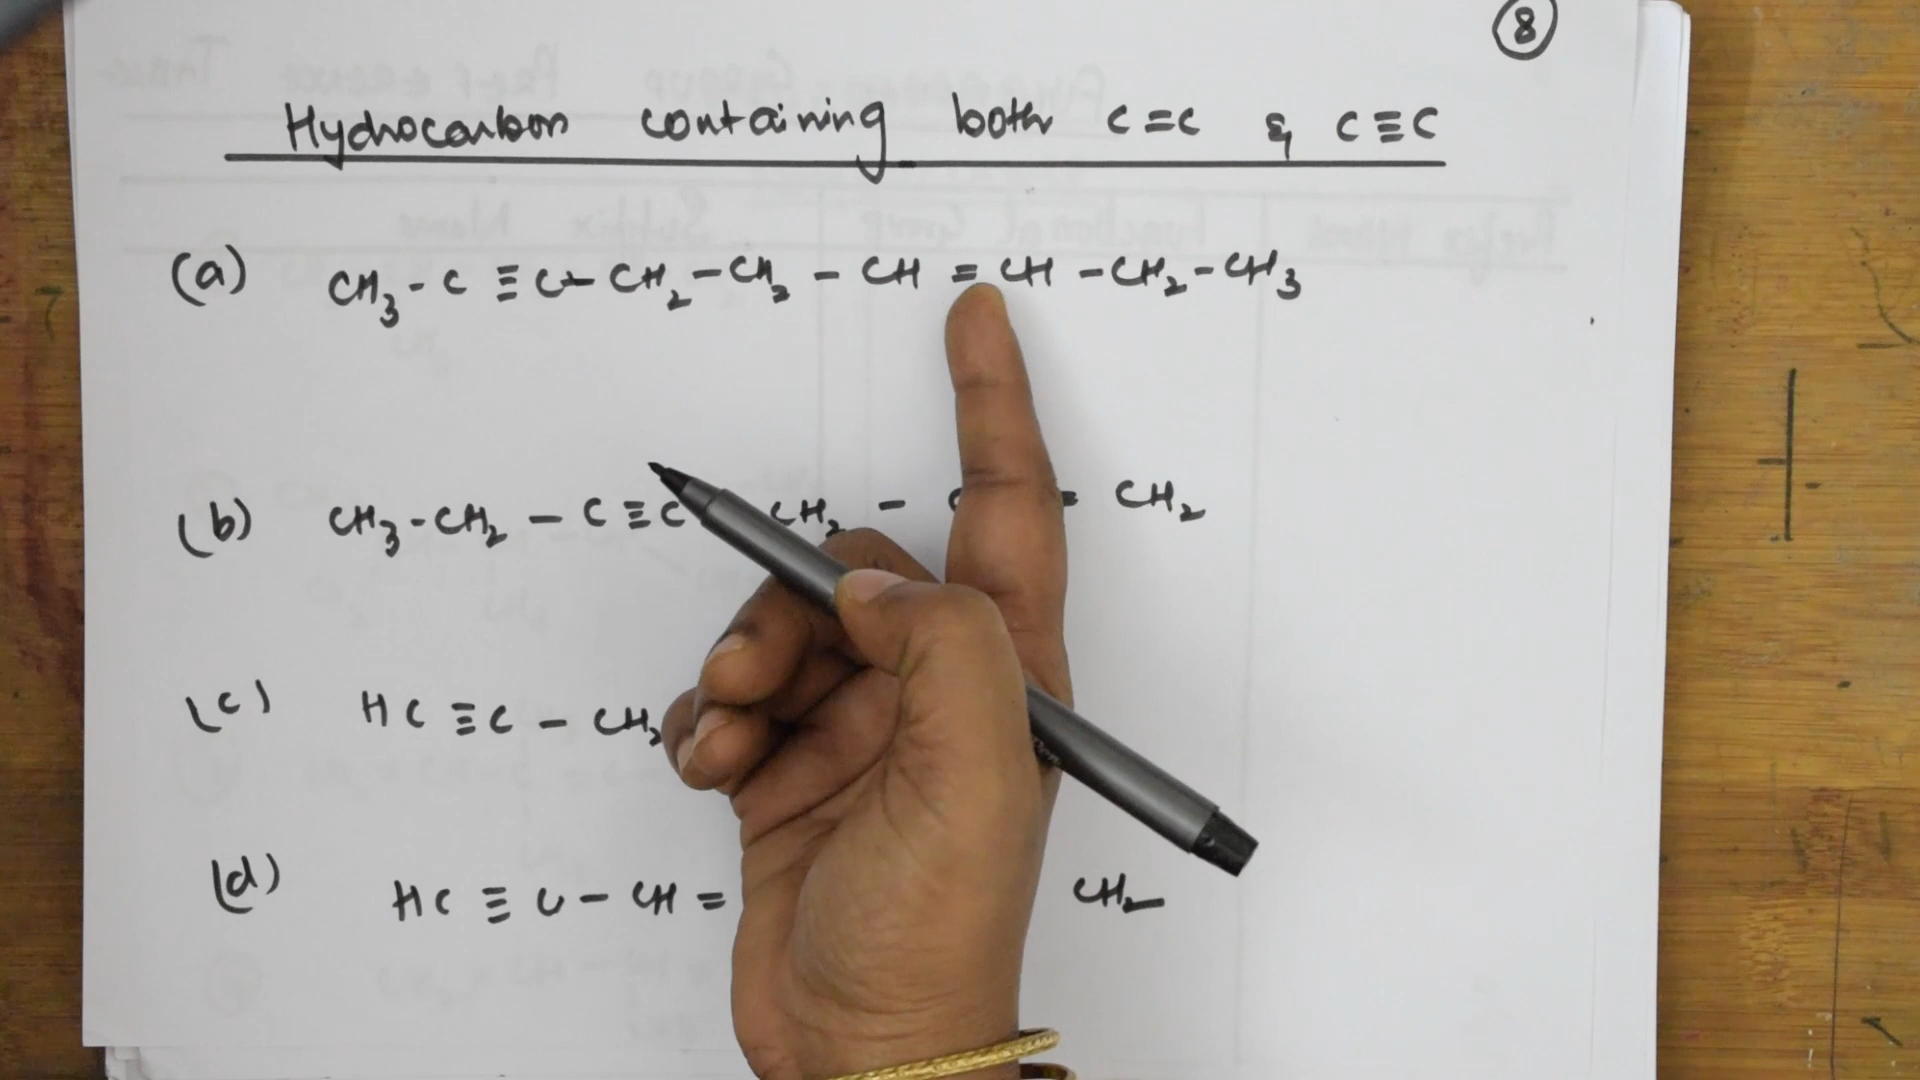 8
Hydrocarbon containing both C=C & C≡C
(a) CH₃-C≡C-CH₂-CH₂-CH=CH-CH₂-CH₃
(b) CH₃-CH₂-C≡C CH₂- = CH₂
(c) HC≡C-CH₂
(d) HC≡C-CH= CH₂